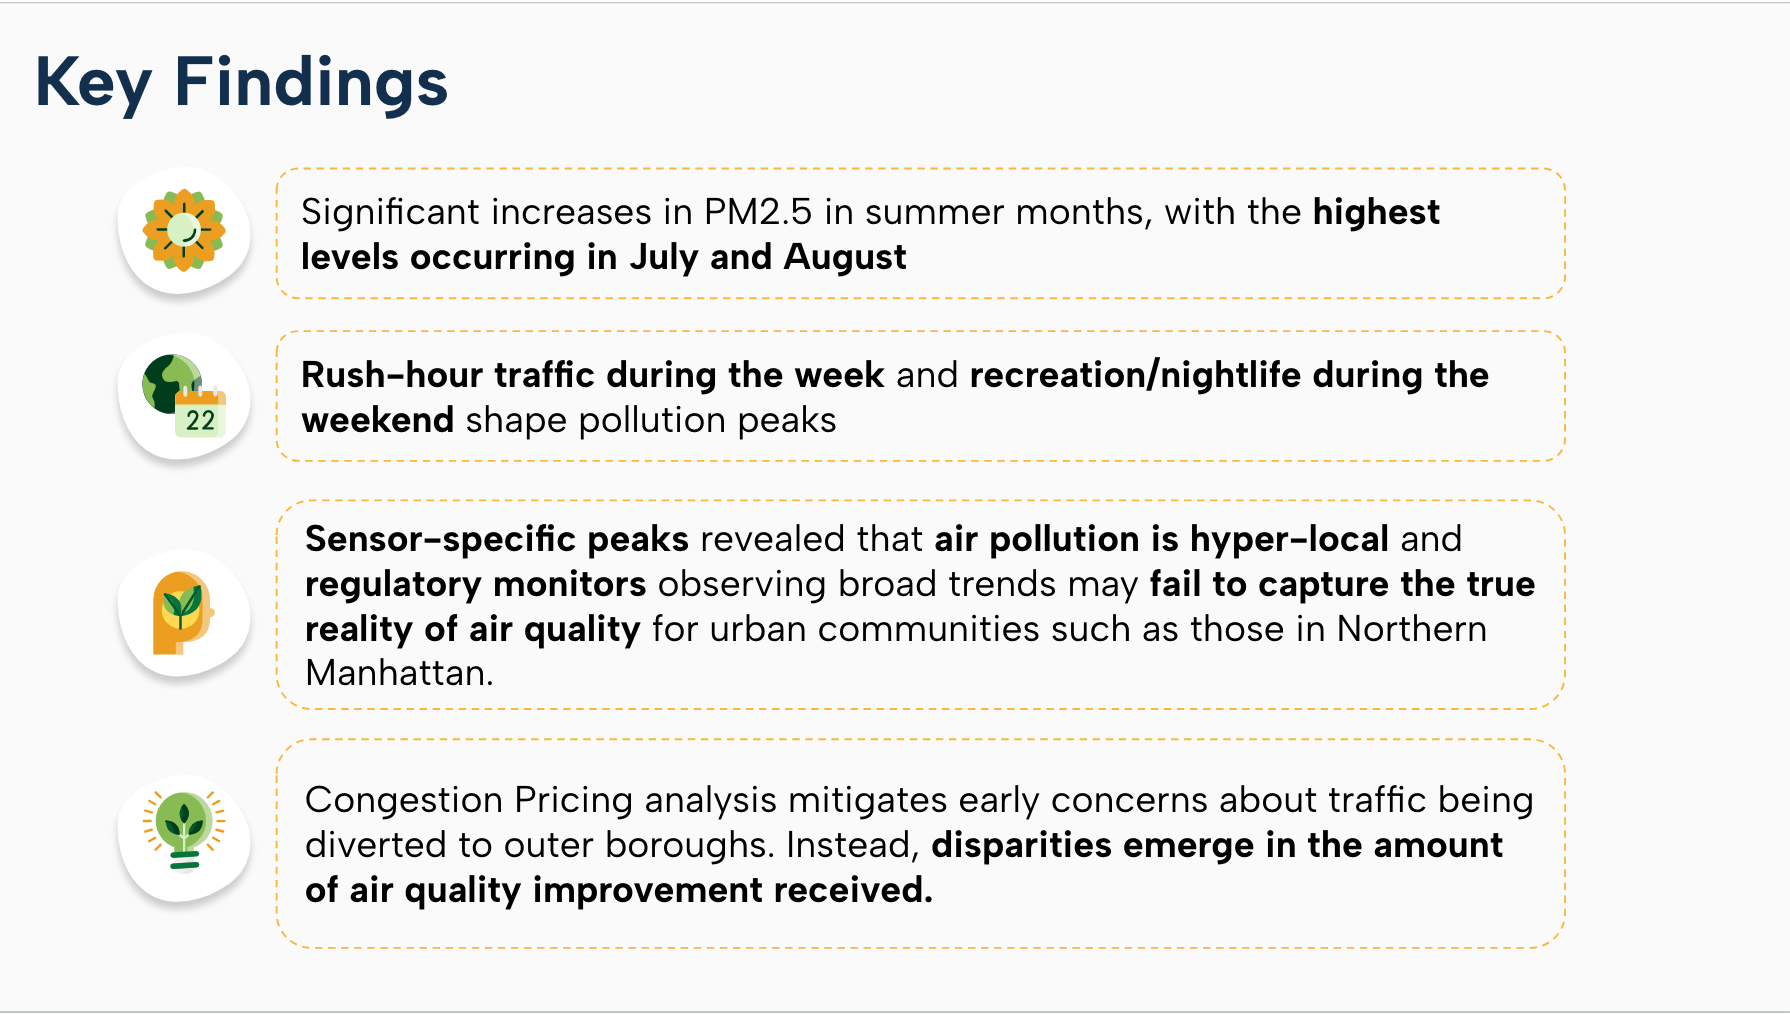 Key Findings
Significant increases in PM2.5 in summer months, with the highest
levels occurring in July and August
Rush-hour traffic during the week and recreation/nightlife during the
weekend shape pollution peaks
22
Sensor-specific peaks revealed that air pollution is hyper-local and
regulatory monitors observing broad trends may fail to capture the true
reality of air quality for urban communities such as those in Northern
Manhattan.
Congestion Pricing analysis mitigates early concerns about traffic being
diverted to outer boroughs. Instead, disparities emerge in the amount
of air quality improvement received.